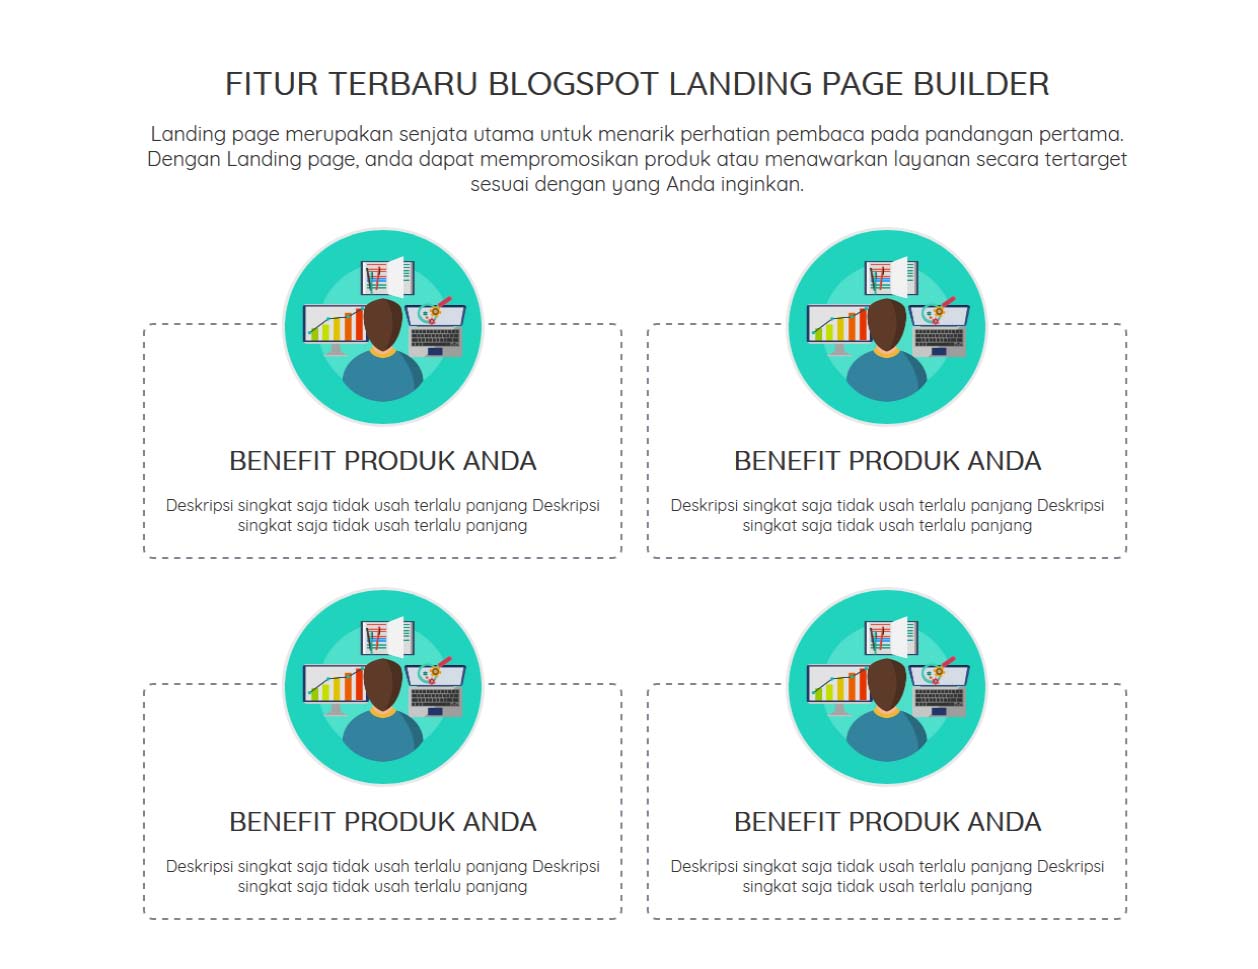 FITUR TERBARU BLOGSPOT LANDING PAGE BUILDER
Landing page merupakan senjata utama untuk menarik perhatian pembaca pada pandangan pertama.
Dengan Landing page, anda dapat mempromosikan produk atau menawarkan layanan secara tertarget
sesuai dengan yang Anda inginkan.
BENEFIT PRODUK ANDA
Deskripsi singkat saja tidak usah terlalu panjang Deskripsi
singkat saja tidak usah terlalu panjang
BENEFIT PRODUK ANDA
Deskripsi singkat saja tidak usah terlalu panjang Deskripsi
singkat saja tidak usah terlalu panjang
BENEFIT PRODUK ANDA
Deskripsi singkat saja tidak usah terlalu panjang Deskripsi
singkat saja tidak usah terlalu panjang
BENEFIT PRODUK ANDA
Deskripsi singkat saja tidak usah terlalu panjang Deskripsi
singkat saja tidak usah terlalu panjang